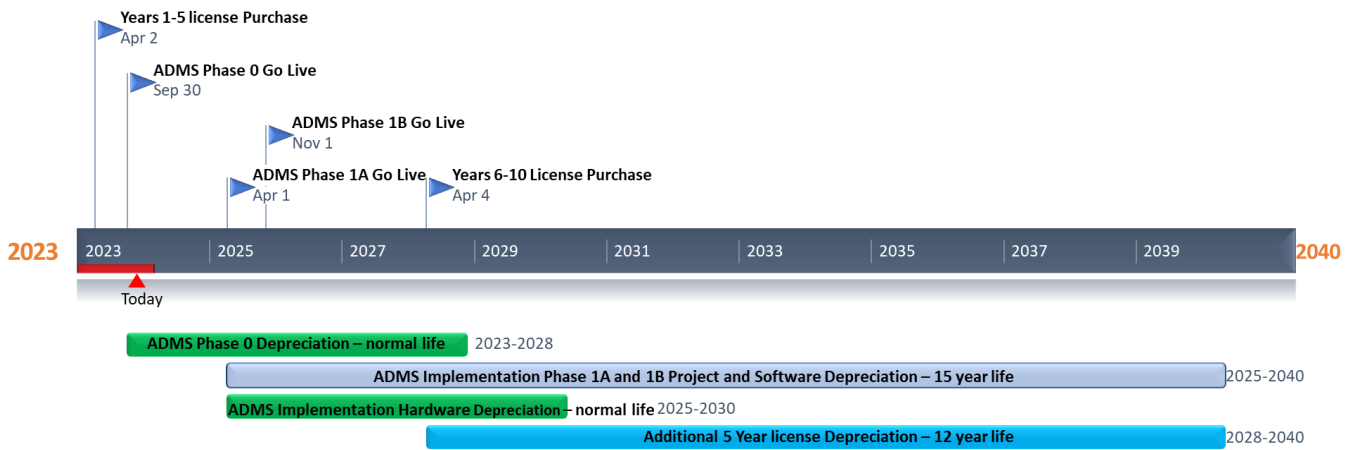 Years 1-5 license Purchase
Apr 2
ADMS Phase 0 Go Live
Sep 30
ADMS Phase 1B Go Live
Nov 1
ADMS Phase 1A Go Live
Apr 1
Years 6-10 License Purchase
Apr 4
2023
2023 2025 2027 2029 2031 2033 2035 2037 2039
2040
Today
ADMS Phase 0 Depreciation – normal life 2023-2028
ADMS Implementation Phase 1A and 1B Project and Software Depreciation – 15 year life 2025-2040
ADMS Implementation Hardware Depreciation – normal life 2025-2030
Additional 5 Year license Depreciation – 12 year life 2028-2040